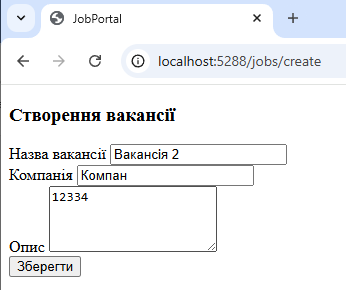 JobPortal
localhost:5288/jobs/create
Створення вакансії
Назва вакансії Вакансія 2
Компанія Компан
12334
Опис
Зберегти